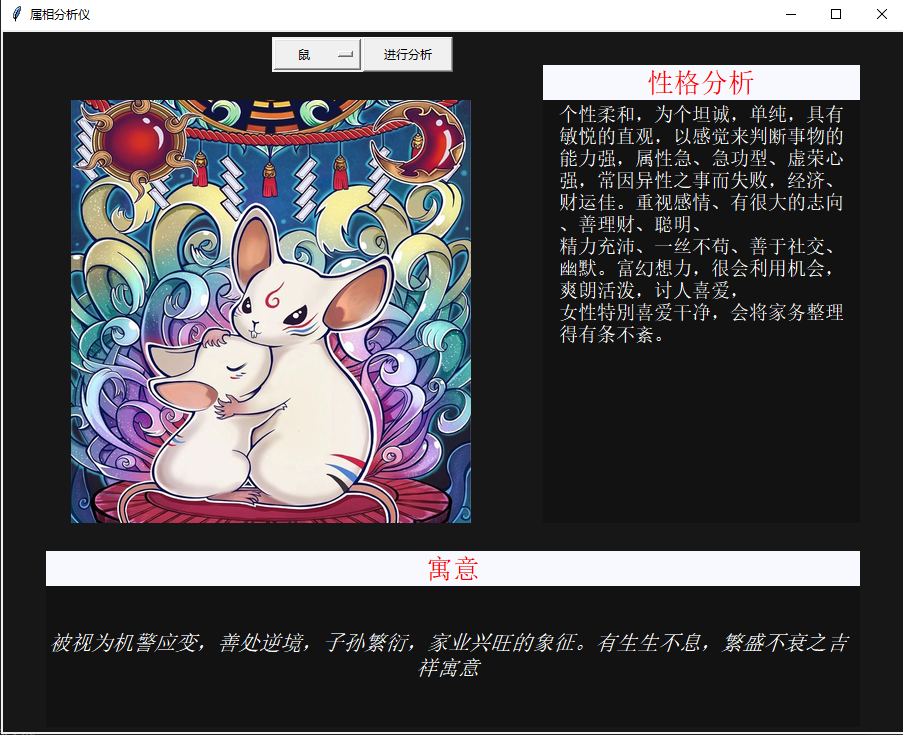 属相分析仪
鼠
进行分析
性格分析
个性柔和，为个坦诚，单纯，具有
敏悦的直观，以感觉来判断事物的
能力强，属性急、急功型、虚荣心
强，常因异性之事而失败，经济、
财运佳。重视感情、有很大的志向
、善理财、聪明、
精力充沛、一丝不苟、善于社交、
幽默。富幻想力，很会利用机会，
爽朗活泼，讨人喜爱，
女性特别喜爱干净，会将家务整理
得有条不紊。
寓意
被视为机警应变，善处逆境，子孙繁衍，家业兴旺的象征。有生生不息，繁盛不衰之吉
祥寓意